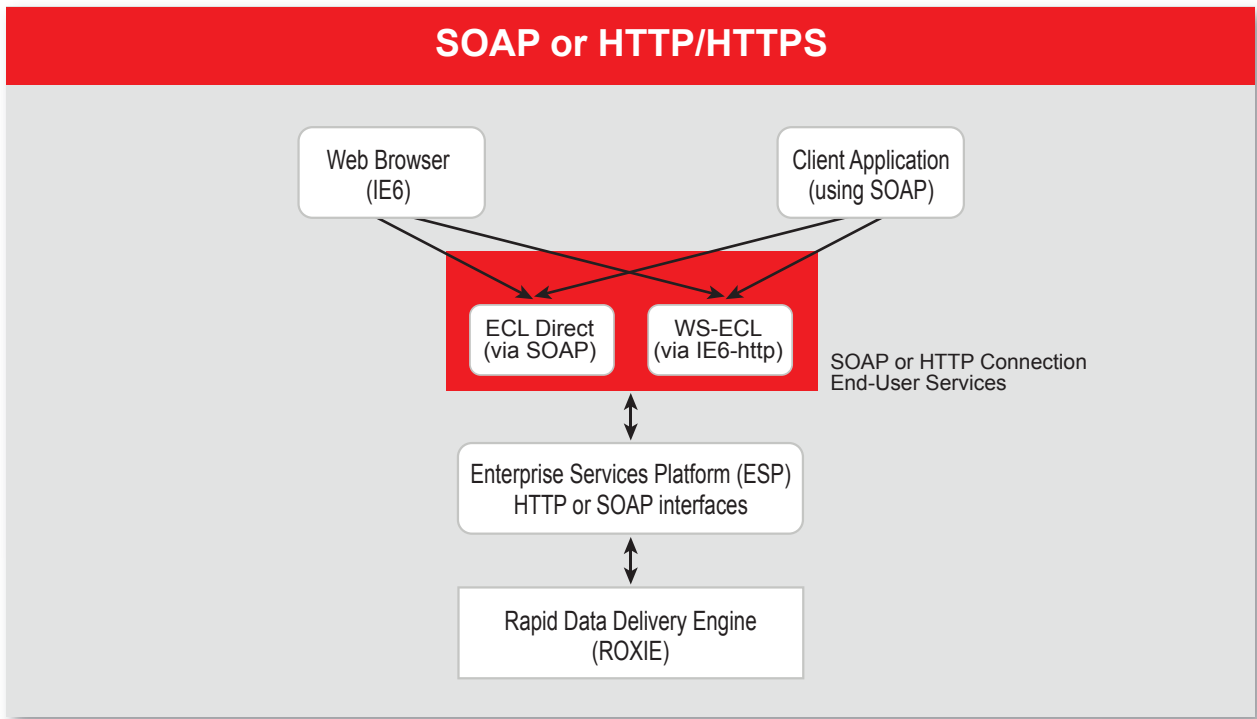 SOAP or HTTP/HTTPS
Web Browser
(IE6)
Client Application
(using SOAP)
ECL Direct
(via SOAP)
WS-ECL
(via IE6-http)
SOAP or HTTP Connection
End-User Services
Enterprise Services Platform (ESP)
HTTP or SOAP interfaces
Rapid Data Delivery Engine
(ROXIE)